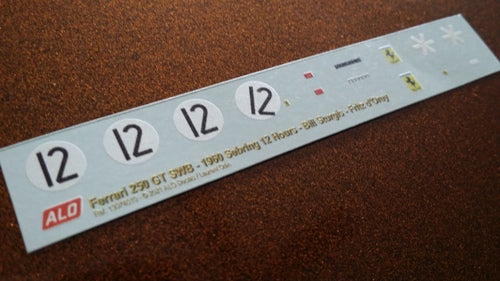 12 12 12 12
Ferrari 250 GT SWB - 1960 Sebring 12 Hours - Bill Sturgis - Fritz d'Orey
ALO